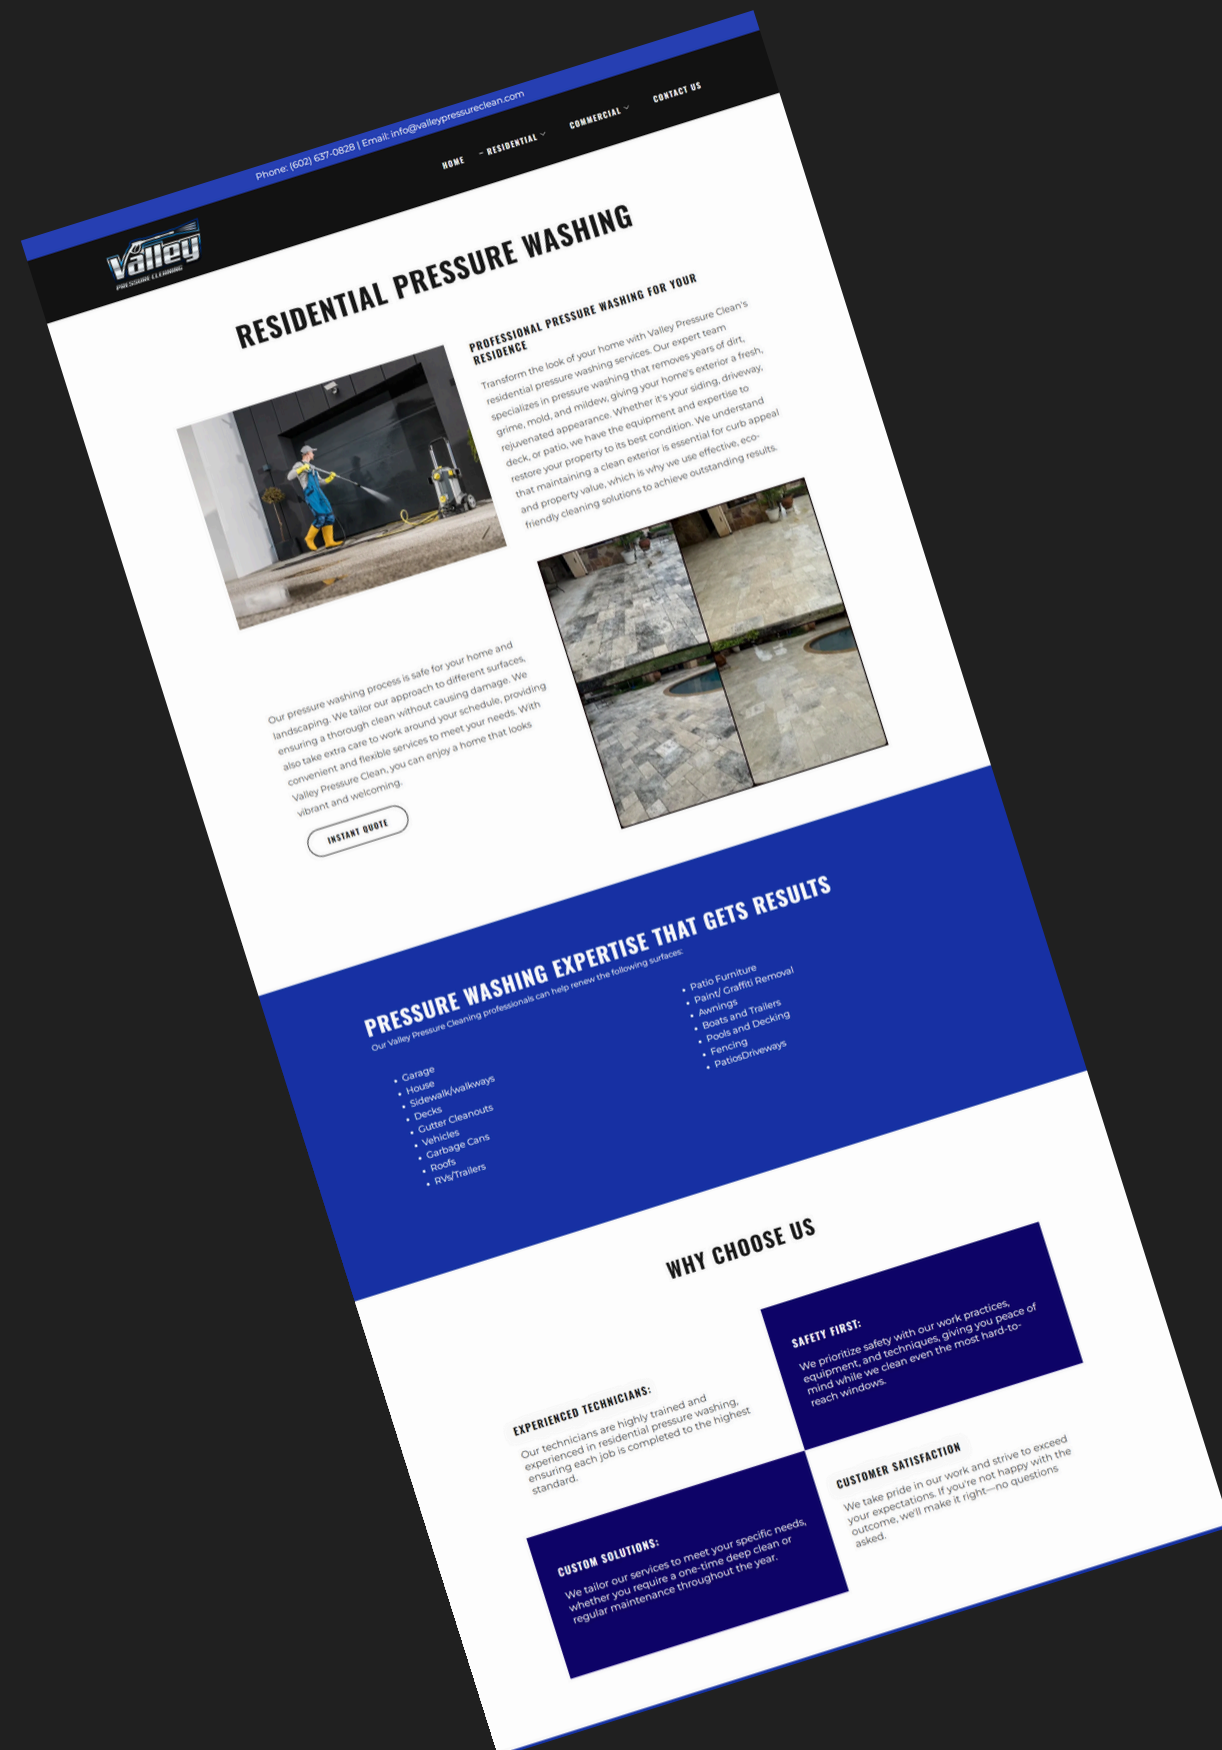 Phone: (602) 637-0828 | Email: info@valleypressureclean.com
Valley
PRESSURE CLEANING
HOME
– RESIDENTIAL
COMMERCIAL
CONTACT US
RESIDENTIAL PRESSURE WASHING
PROFESSIONAL PRESSURE WASHING FOR YOUR
RESIDENCE
Transform the look of your home with Valley Pressure Clean's
residential pressure washing services. Our expert team
specializes in pressure washing that removes years of dirt,
grime, mold, and mildew, giving your home's exterior a fresh,
rejuvenated appearance. Whether it's your siding, driveway,
deck, or patio, we have the equipment and expertise to
restore your property to its best condition. We understand
that maintaining a clean exterior is essential for curb appeal
and property value, which is why we use effective, eco-
friendly cleaning solutions to achieve outstanding results.
Our pressure washing process is safe for your home and
landscaping. We tailor our approach to different surfaces,
ensuring a thorough clean without causing damage. We
also take extra care to work around your schedule, providing
convenient and flexible services to meet your needs. With
Valley Pressure Clean, you can enjoy a home that looks
vibrant and welcoming.
INSTANT QUOTE
PRESSURE WASHING EXPERTISE THAT GETS RESULTS
Our Valley Pressure Cleaning professionals can help renew the following surfaces:
• Garage
• House
• Sidewalk/walkways
• Decks
• Gutter Cleanouts
• Vehicles
• Garbage Cans
• Roofs
• RVs/Trailers
• Patio Furniture
• Paint/ Graffiti Removal
• Awnings
• Boats and Trailers
• Pools and Decking
• Fencing
• PatiosDriveways
WHY CHOOSE US
EXPERIENCED TECHNICIANS:
Our technicians are highly trained and
experienced in residential pressure washing,
ensuring each job is completed to the highest
standard.
SAFETY FIRST:
We prioritize safety with our work practices,
equipment, and techniques, giving you peace of
mind while we clean even the most hard-to-
reach windows.
CUSTOM SOLUTIONS:
We tailor our services to meet your specific needs,
whether you require a one-time deep clean or
regular maintenance throughout the year.
CUSTOMER SATISFACTION
We take pride in our work and strive to exceed
your expectations. If you're not happy with the
outcome, we'll make it right—no questions
asked.